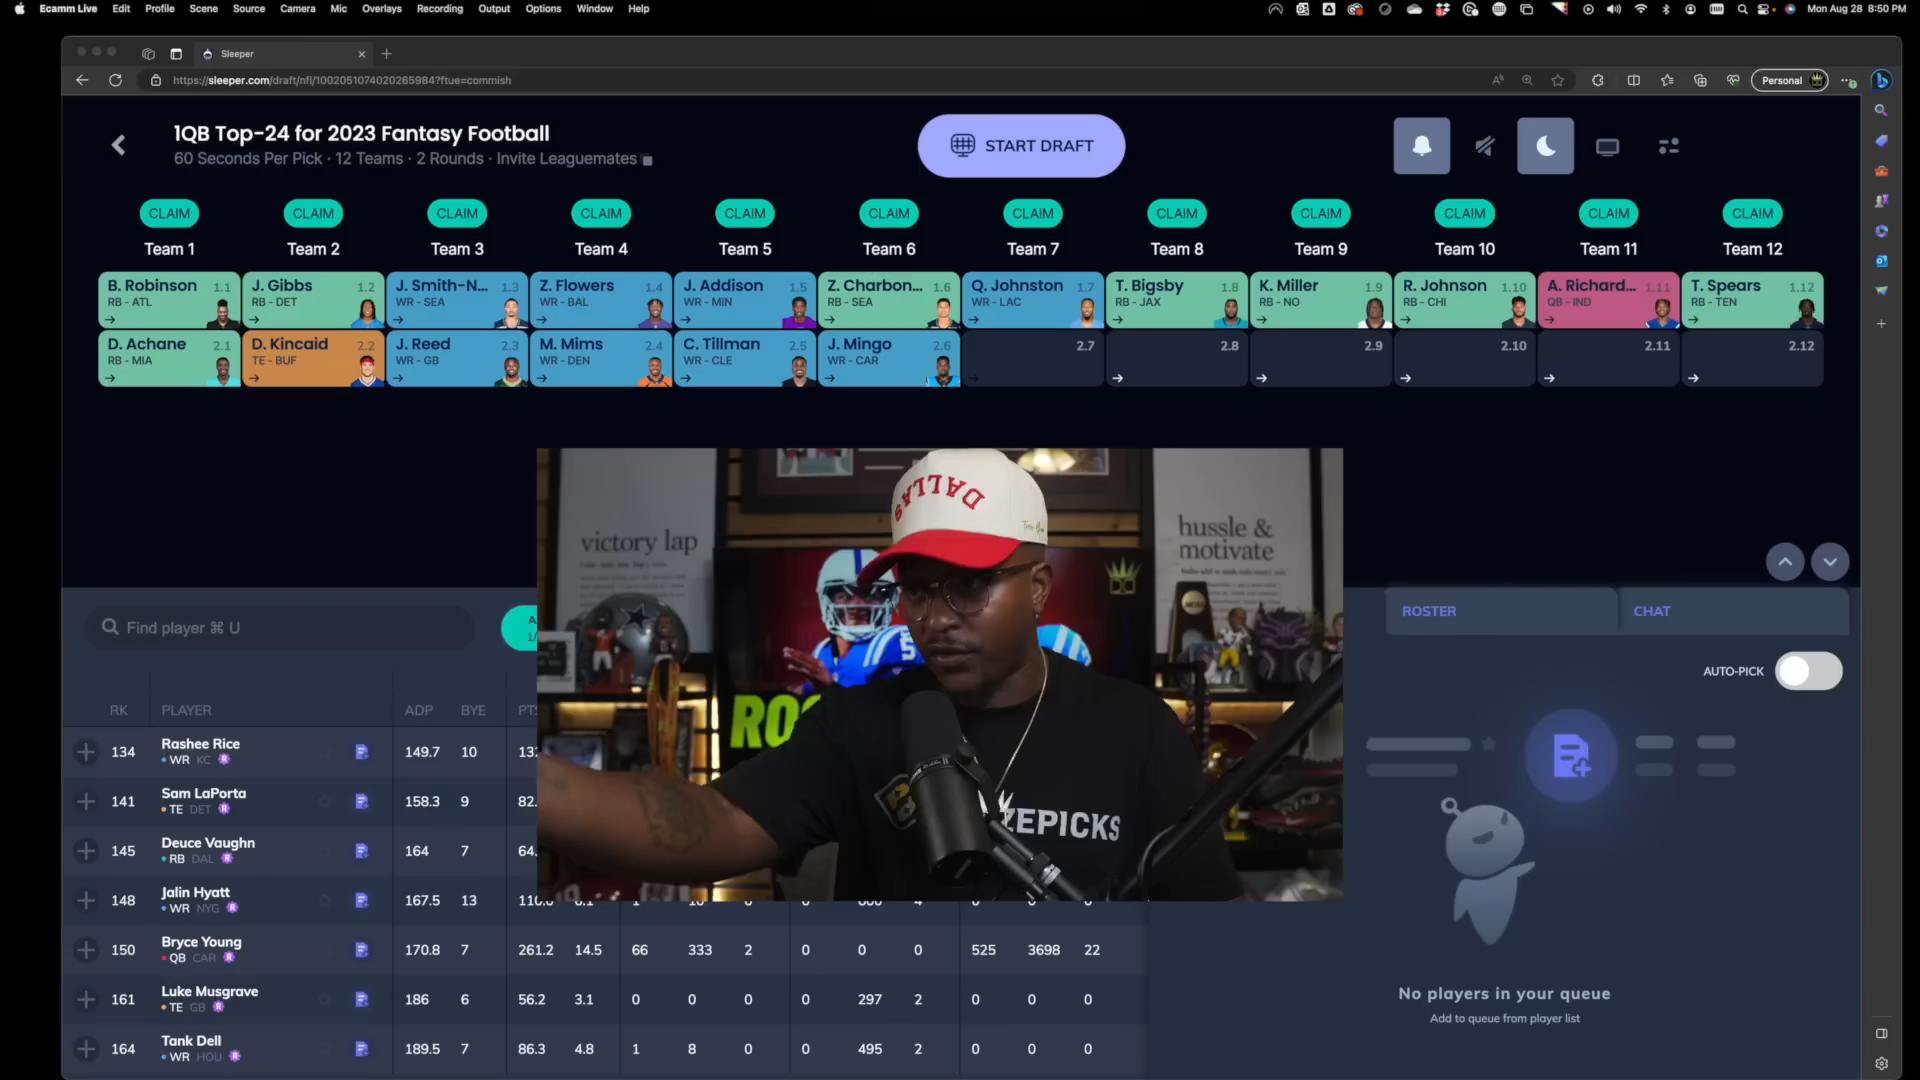 Ecamm Live Edit Profile Scene Source Camera Mic Overlays Recording Output Options Window Help
Mon Aug 28 8:50 PM
Sleeper
https://sleeper.com/draft/nfl/1002051074020265984?ftue=commish
Personal
1QB Top-24 for 2023 Fantasy Football
60 Seconds Per Pick · 12 Teams · 2 Rounds · Invite Leaguemates
START DRAFT
CLAIM CLAIM CLAIM CLAIM CLAIM CLAIM CLAIM CLAIM CLAIM CLAIM CLAIM CLAIM
Team 1 Team 2 Team 3 Team 4 Team 5 Team 6 Team 7 Team 8 Team 9 Team 10 Team 11 Team 12
B. Robinson 1.1 J. Gibbs 1.2 J. Smith-N... 1.3 Z. Flowers 1.4 J. Addison 1.5 Z. Charbon... 1.6 Q. Johnston 1.7 T. Bigsby 1.8 K. Miller 1.9 R. Johnson 1.10 A. Richard... 1.11 T. Spears 1.12
RB - ATL RB - DET WR - SEA WR - BAL WR - MIN RB - SEA WR - LAC RB - JAX RB - NO RB - CHI QB - IND RB - TEN
D. Achane 2.1 D. Kincaid 2.2 J. Reed 2.3 M. Mims 2.4 C. Tillman 2.5 J. Mingo 2.6 2.7 2.8 2.9 2.10 2.11 2.12
RB - MIA TE - BUF WR - GB WR - DEN WR - CLE WR - CAR
DALLAS
victory lap
hussle &
motivate
ZEPICKS
Find player ⌘ U
ROSTER CHAT
AUTO-PICK
RK PLAYER ADP BYE
134 Rashee Rice 149.7 10
WR KC
141 Sam LaPorta 158.3 9 82.
TE DET
145 Deuce Vaughn 164 7 64.
RB DAL
148 Jalin Hyatt 167.5 13
WR NYG
150 Bryce Young 170.8 7 261.2 14.5 66 333 2 0 0 0 525 3698 22
QB CAR
161 Luke Musgrave 186 6 56.2 3.1 0 0 0 0 297 2 0 0 0
TE GB
164 Tank Dell 189.5 7 86.3 4.8 1 8 0 0 495 2 0 0 0
WR HOU
No players in your queue
Add to queue from player list